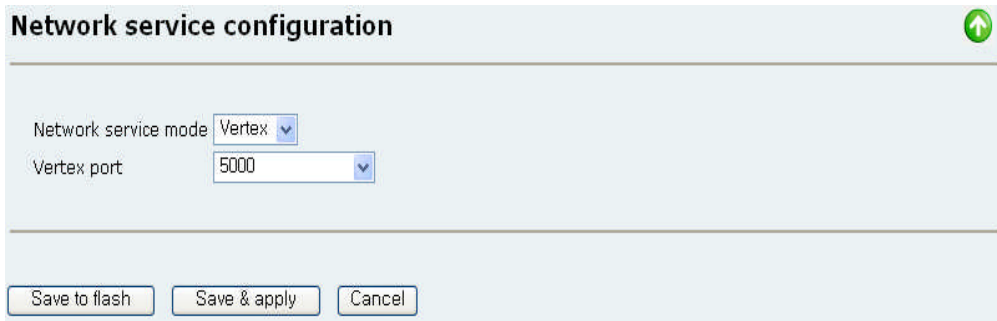 Network service configuration
Network service mode Vertex
Vertex port 5000
Save to flash Save & apply Cancel